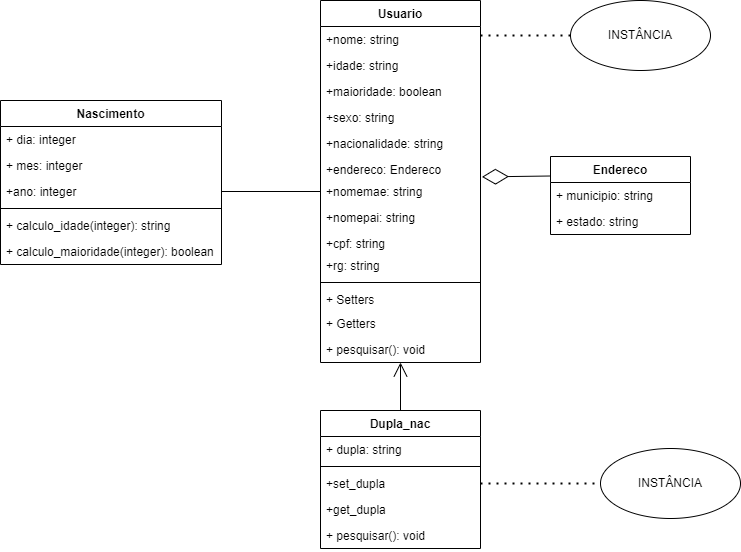 Usuario
+nome: string
+idade: string
+maioridade: boolean
+sexo: string
+nacionalidade: string
+endereco: Endereco
+nomemae: string
+nomepai: string
+cpf: string
+rg: string
+ Setters
+ Getters
+ pesquisar(): void
INSTÂNCIA
Nascimento
+ dia: integer
+ mes: integer
+ano: integer
+ calculo_idade(integer): string
+ calculo_maioridade(integer): boolean
Endereco
+ municipio: string
+ estado: string
Dupla_nac
+ dupla: string
+set_dupla
+get_dupla
+ pesquisar(): void
INSTÂNCIA